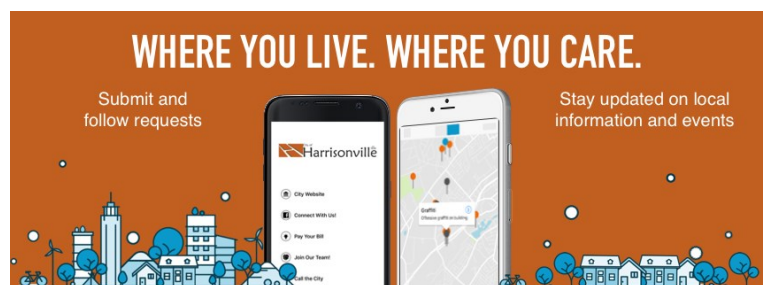 WHERE YOU LIVE. WHERE YOU CARE.
Submit and
follow requests
Stay updated on local
information and events
Harrisonville
City Website
Connect With Us!
Pay Your Bill
Join Our Team!
Call the City
Graffiti